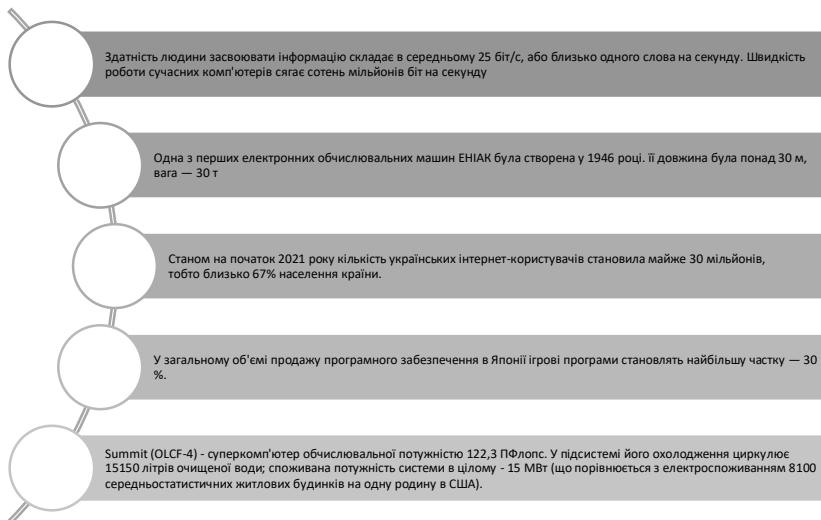 Здатність людини засвоювати інформацію складає в середньому 25 біт/с, або близько одного слова на секунду. Швидкість
роботи сучасних комп'ютерів сягає сотень мільйонів біт на секунду
Одна з перших електронних обчислювальних машин ЕНІАК була створена у 1946 році. її довжина була понад 30 м,
вага — 30 т
Станом на початок 2021 року кількість українських інтернет-користувачів становила майже 30 мільйонів,
тобто близько 67% населення країни.
У загальному об'ємі продажу програмного забезпечення в Японії ігрові програми становлять найбільшу частку — 30
%.
Summit (OLCF-4) - суперкомп'ютер обчислювальної потужністю 122,3 ПФлопс. У підсистемі його охолодження циркулює
15150 літрів очищеної води; споживана потужність системи в цілому - 15 МВт (що порівнюється з електроспоживанням 8100
середньостатистичних житлових будинків на одну родину в США).